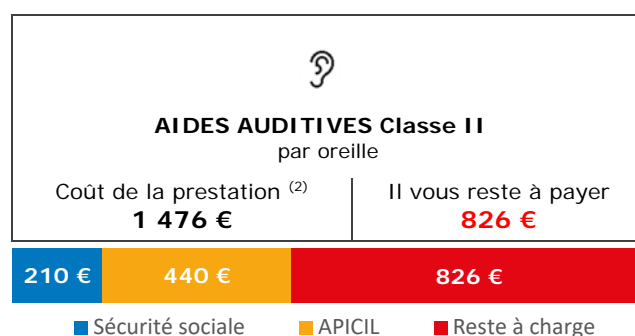 AIDES AUDITIVES Classe II
par oreille
Coût de la prestation (2)
1 476 €
Il vous reste à payer
826 €
210 €
440 €
826 €
Sécurité sociale
APICIL
Reste à charge